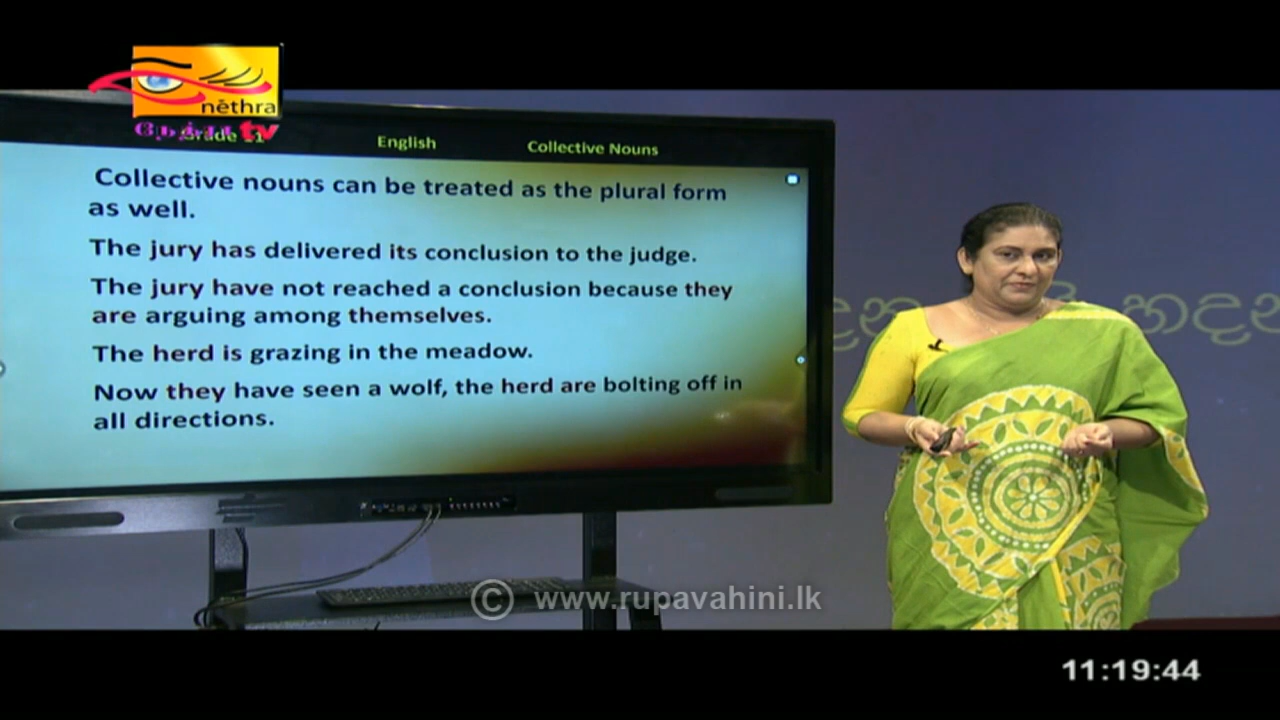 nēthra
tv
Grade 11 English Collective Nouns
Collective nouns can be treated as the plural form
as well.
The jury has delivered its conclusion to the judge.
The jury have not reached a conclusion because they
are arguing among themselves.
The herd is grazing in the meadow.
Now they have seen a wolf, the herd are bolting off in
all directions.
© www.rupavahini.lk
11:19:44